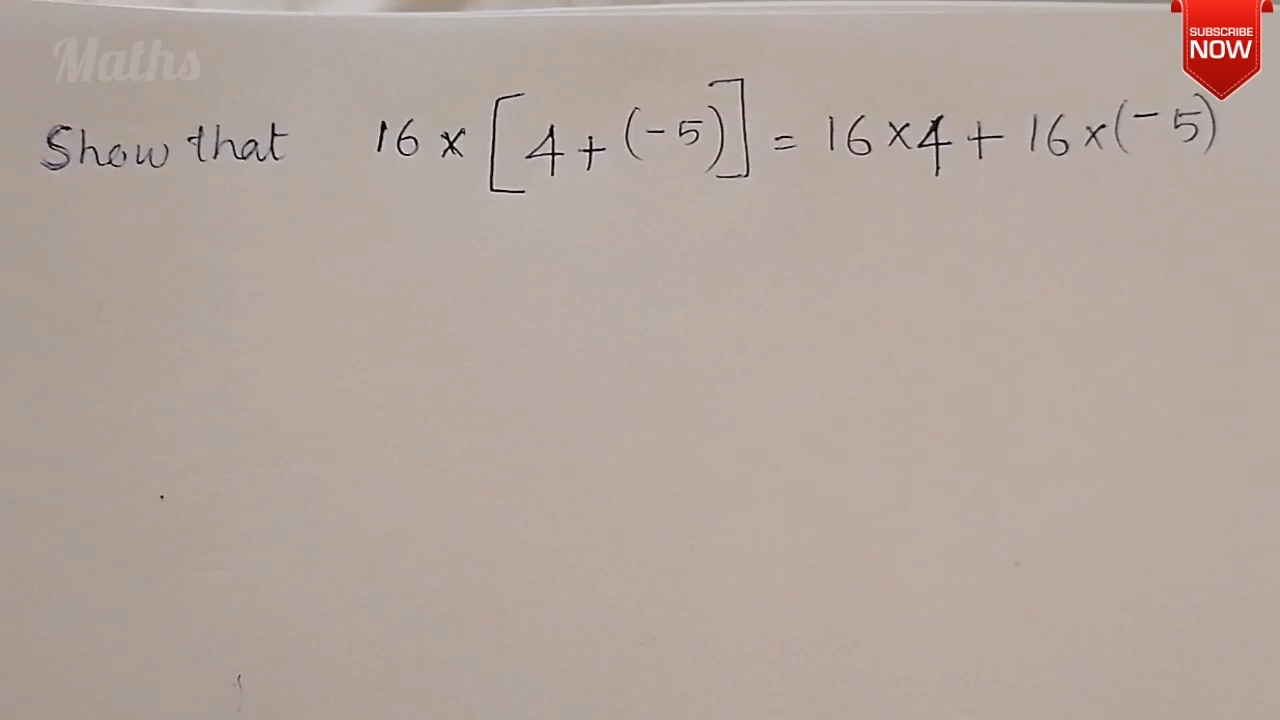 Maths
SUBSCRIBE
NOW
Show that 16 × [4 + (-5)] = 16 × 4 + 16 × (-5)